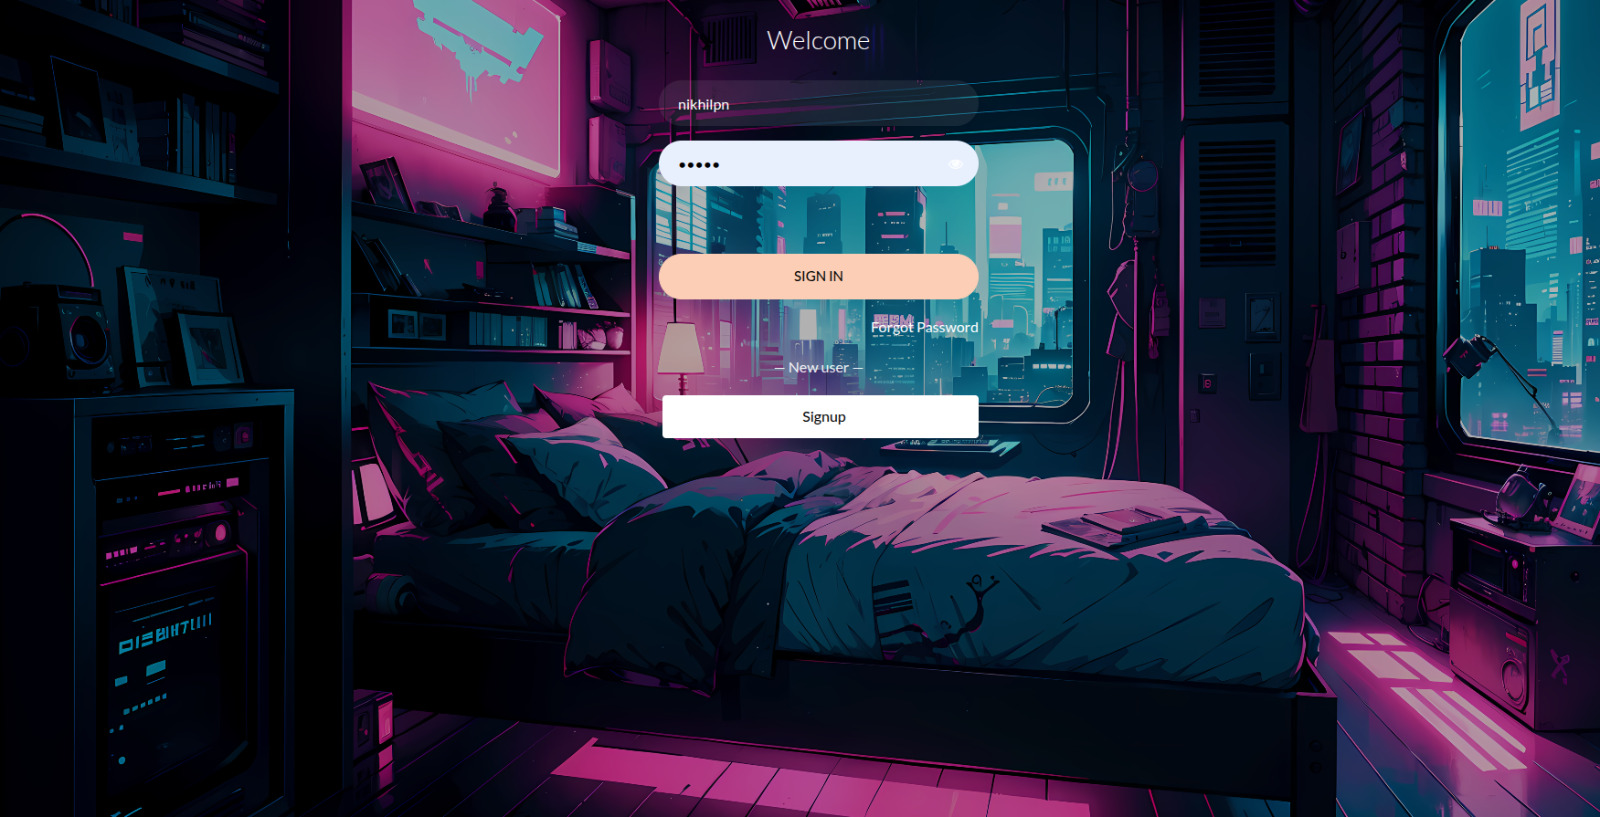 Welcome
nikhilpn
•••••
SIGN IN
Forgot Password
— New user —
Signup